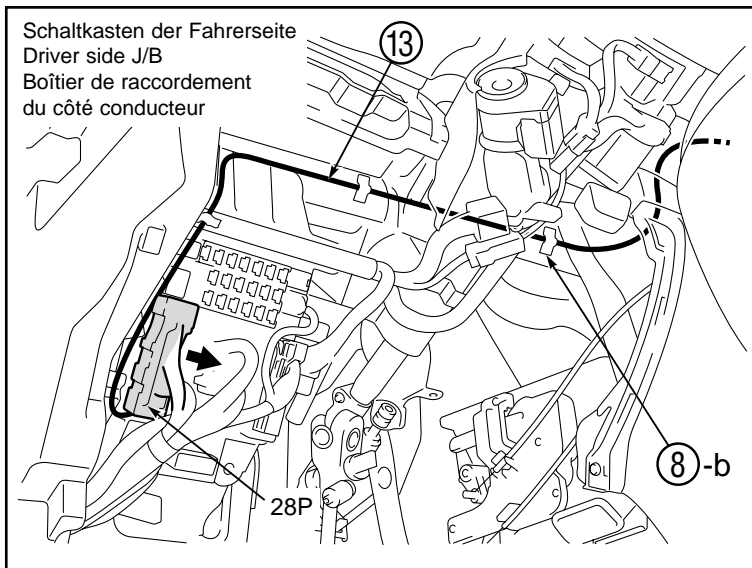 Schaltkasten der Fahrerseite
Driver side J/B
Boîtier de raccordement
du côté conducteur
13
8 -b
28P